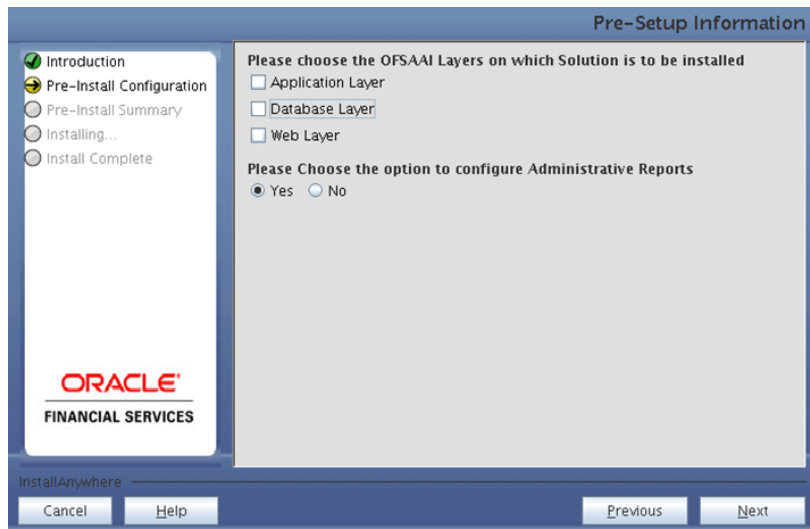 Pre-Setup Information
Introduction
Pre-Install Configuration
Pre-Install Summary
Installing...
Install Complete
ORACLE
FINANCIAL SERVICES
Please choose the OFSAAI Layers on which Solution is to be installed
Application Layer
Database Layer
Web Layer
Please Choose the option to configure Administrative Reports
Yes No
InstallAnywhere
Cancel Help Previous Next